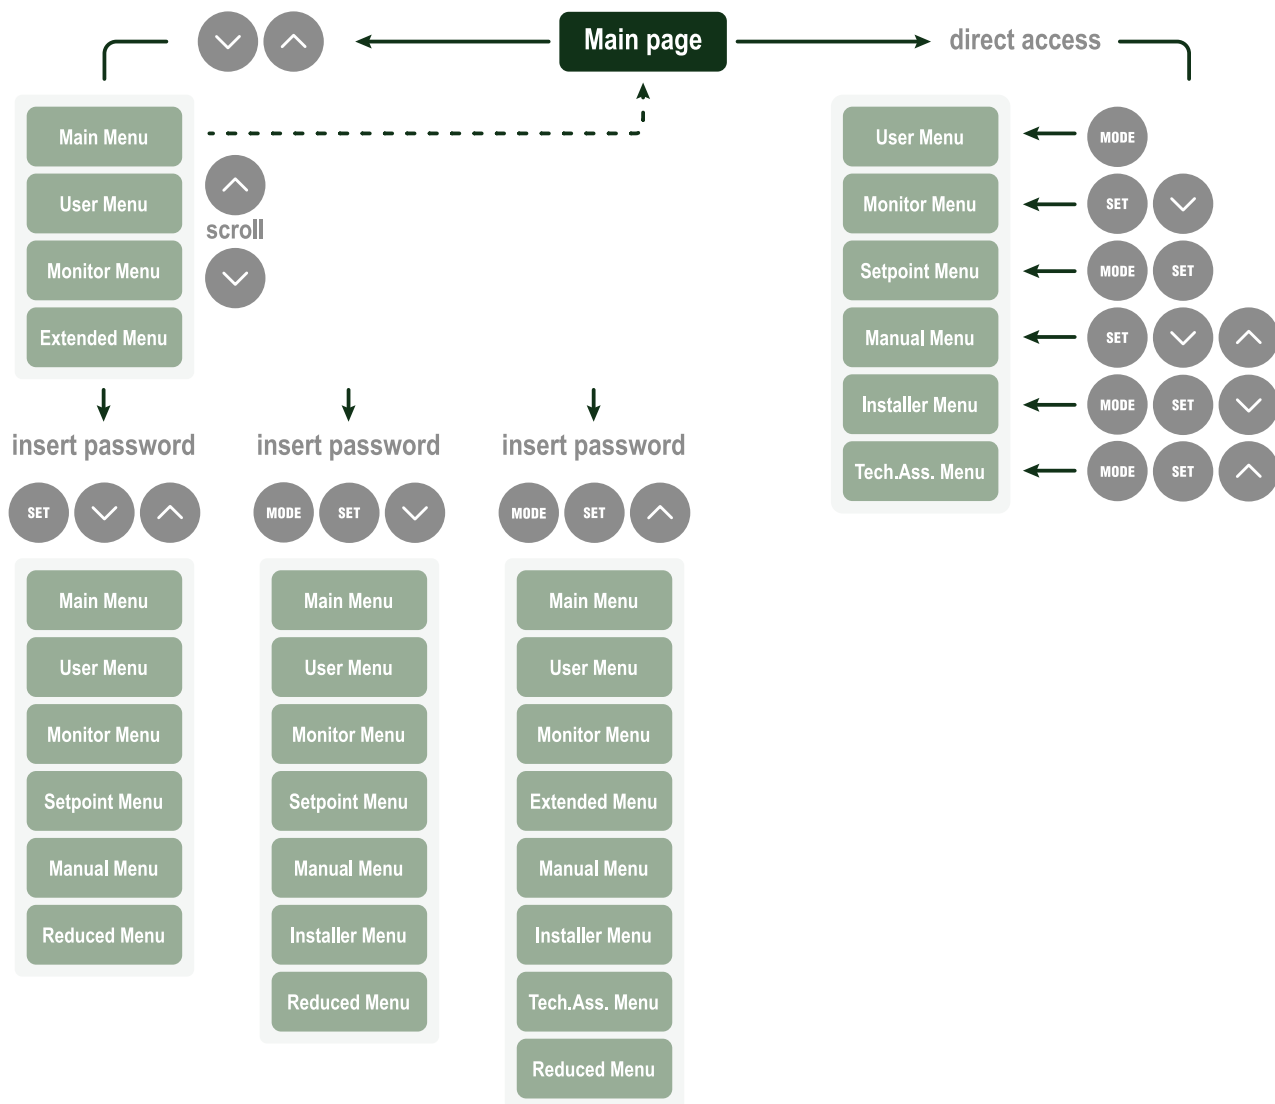 Main page
direct access
Main Menu
User Menu
Monitor Menu
Extended Menu
scroll
User Menu
MODE
Monitor Menu
SET
Setpoint Menu
MODE SET
Manual Menu
SET
Installer Menu
MODE SET
Tech.Ass. Menu
MODE SET
insert password
SET
Main Menu
User Menu
Monitor Menu
Setpoint Menu
Manual Menu
Reduced Menu
insert password
MODE SET
Main Menu
User Menu
Monitor Menu
Setpoint Menu
Manual Menu
Installer Menu
Reduced Menu
insert password
MODE SET
Main Menu
User Menu
Monitor Menu
Extended Menu
Manual Menu
Installer Menu
Tech.Ass. Menu
Reduced Menu